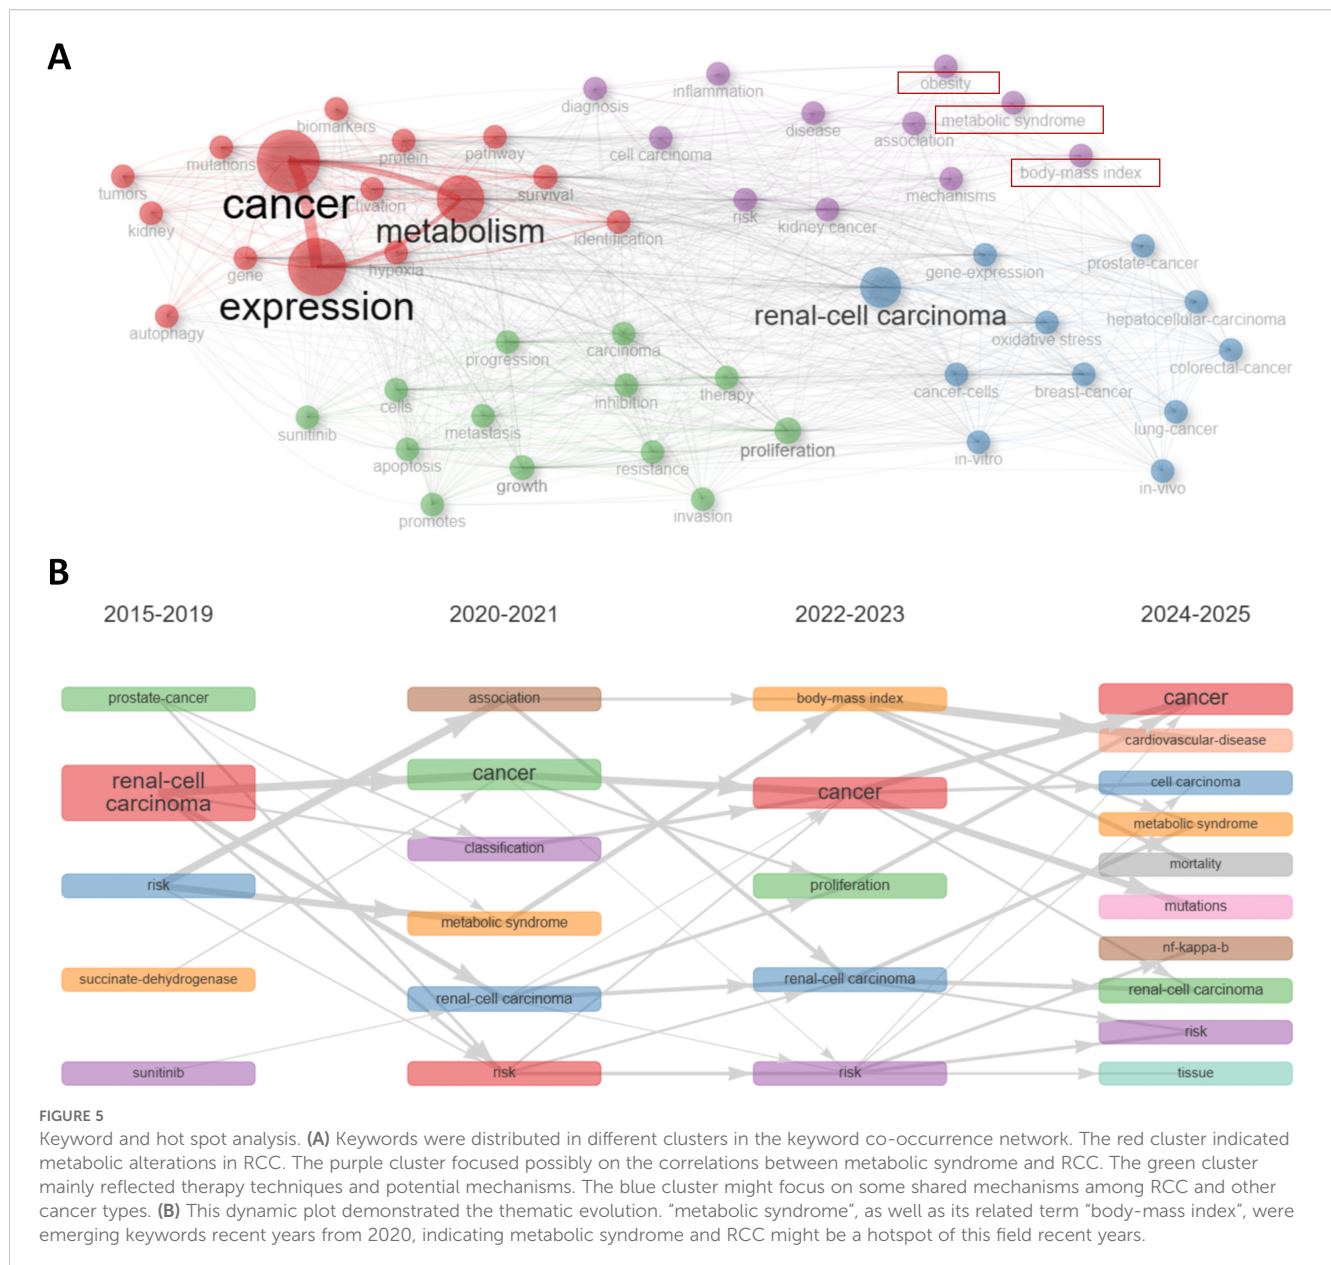 A
obesity
inflammation
diagnosis
metabolic syndrome
biomarkers
disease
association
mutations
protein
pathway
cell carcinoma
body-mass index
tumors
cancer
activation
survival
mechanisms
kidney
metabolism
risk
kidney cancer
identification
gene
hypoxia
gene-expression
prostate-cancer
expression
renal-cell carcinoma
hepatocellular-carcinoma
autophagy
oxidative stress
progression
carcinoma
colorectal-cancer
cells
inhibition
therapy
cancer-cells
breast-cancer
sunitinib
metastasis
lung-cancer
apoptosis
resistance
proliferation
in-vitro
growth
in-vivo
promotes
invasion
B
2015-2019
2020-2021
2022-2023
2024-2025
prostate-cancer
renal-cell
carcinoma
risk
succinate-dehydrogenase
sunitinib
association
cancer
classification
metabolic syndrome
renal-cell carcinoma
risk
body-mass index
cancer
proliferation
renal-cell carcinoma
risk
cancer
cardiovascular-disease
cell carcinoma
metabolic syndrome
mortality
mutations
nf-kappa-b
renal-cell carcinoma
risk
tissue
FIGURE 5
Keyword and hot spot analysis. (A) Keywords were distributed in different clusters in the keyword co-occurrence network. The red cluster indicated
metabolic alterations in RCC. The purple cluster focused possibly on the correlations between metabolic syndrome and RCC. The green cluster
mainly reflected therapy techniques and potential mechanisms. The blue cluster might focus on some shared mechanisms among RCC and other
cancer types. (B) This dynamic plot demonstrated the thematic evolution. “metabolic syndrome”, as well as its related term “body-mass index”, were
emerging keywords recent years from 2020, indicating metabolic syndrome and RCC might be a hotspot of this field recent years.